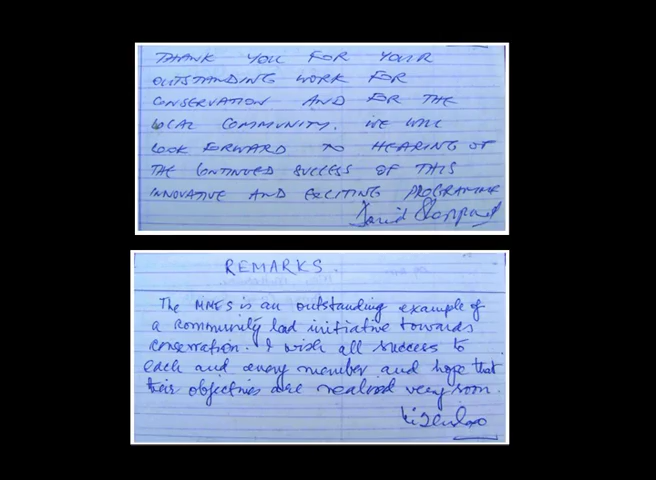 THANK YOU FOR YOUR
OUTSTANDING WORK FOR
CONSERVATION AND FOR THE
LOCAL COMMUNITY. WE WILL
LOOK FORWARD TO HEARING OF
THE CONTINUED SUCCESS OF THIS
INNOVATIVE AND EXCITING PROGRAMME
David Sheppard
REMARKS.
The MMES is an outstanding example of
a community led initiative towards
conservation. I wish all success to
each and every member and hope that
their objectives are realised very soon.